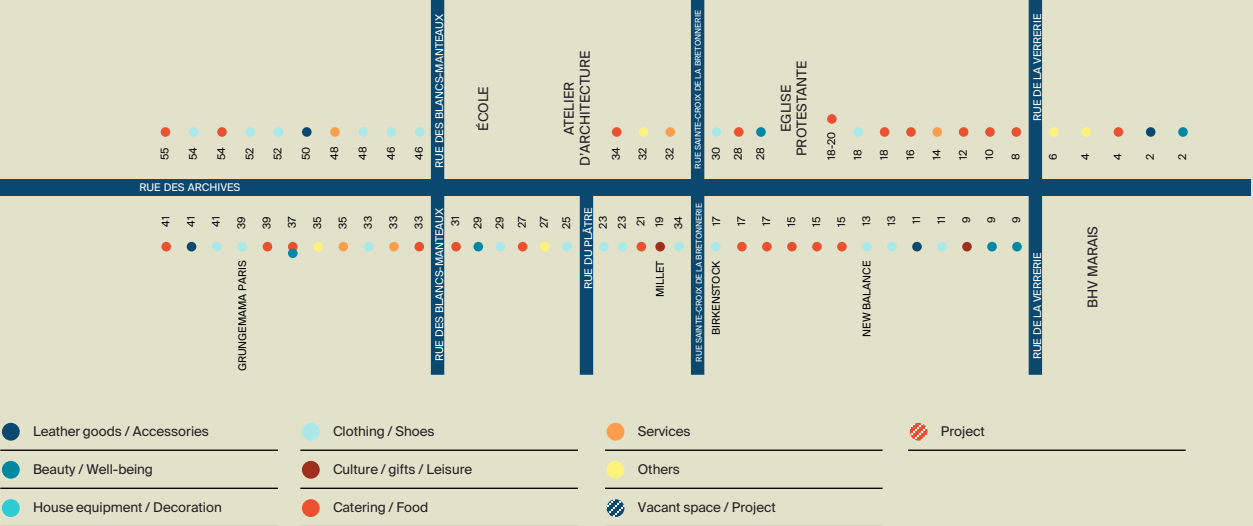 RUE DES BLANCS-MANTEAUX
ÉCOLE
ATELIER
D'ARCHITECTURE
RUE SAINTE-CROIX DE LA BRETONNERIE
EGLISE
PROTESTANTE
RUE DE LA VERRERIE
55
54
54
52
52
50
48
48
46
46
34
32
32
30
28
28
18-20
18
18
16
14
12
10
8
6
4
4
2
2
RUE DES ARCHIVES
41
41
41
39
39
37
35
35
33
33
33
31
29
29
27
27
25
23
23
21
19
34
17
17
17
15
15
15
13
13
11
11
9
9
9
GRUNGEMAMA PARIS
RUE DES BLANCS-MANTEAUX
RUE DU PLÂTRE
MILLET
RUE SAINTE-CROIX DE LA BRETONNERIE
BIRKENSTOCK
NEW BALANCE
RUE DE LA VERRERIE
BHV MARAIS
Leather goods / Accessories
Clothing / Shoes
Services
Project
Beauty / Well-being
Culture / gifts / Leisure
Others
House equipment / Decoration
Catering / Food
Vacant space / Project